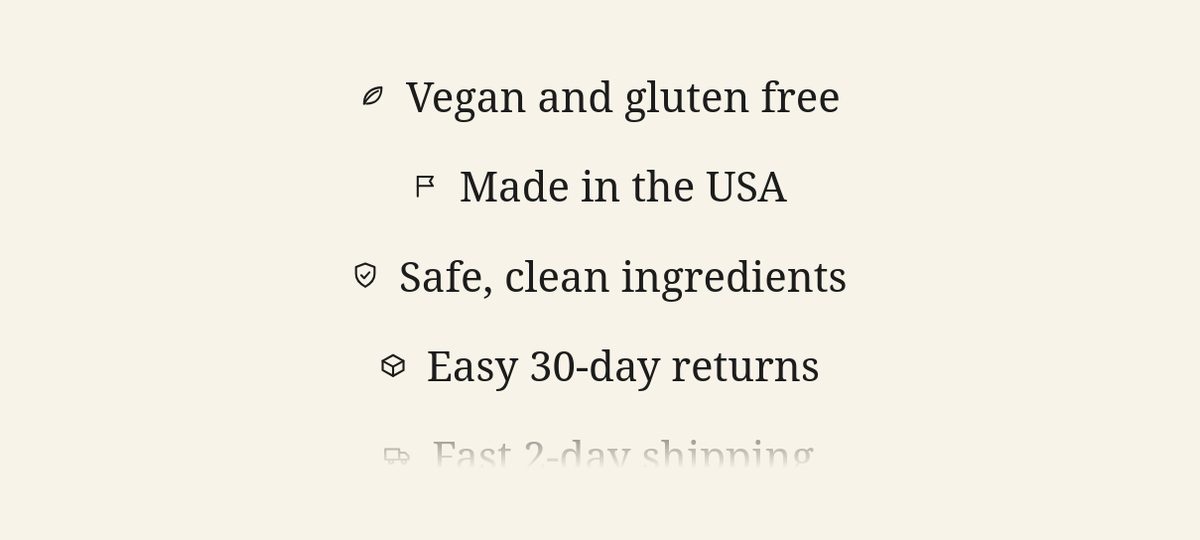 Vegan and gluten free
Made in the USA
Safe, clean ingredients
Easy 30-day returns
Fast 2-day shipping